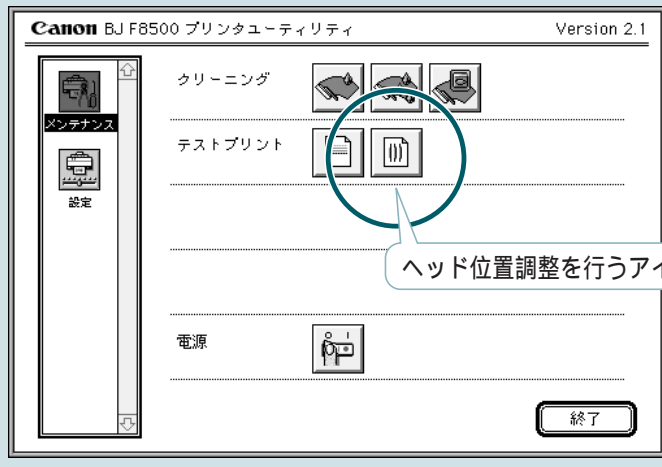 Canon BJ F8500 プリンタユーティリティ Version 2.1
メンテナンス
設定
クリーニング
テストプリント
ヘッド位置調整を行うアイ
電源
終了